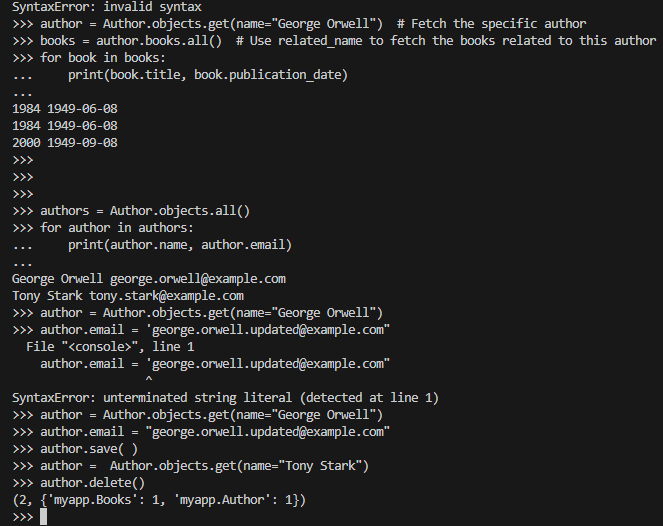 SyntaxError: invalid syntax
>>> author = Author.objects.get(name="George Orwell")  # Fetch the specific author
>>> books = author.books.all()  # Use related_name to fetch the books related to this author
>>> for book in books:
...     print(book.title, book.publication_date)
...
1984 1949-06-08
1984 1949-06-08
2000 1949-09-08
>>>
>>>
>>>
>>> authors = Author.objects.all()
>>> for author in authors:
...     print(author.name, author.email)
...
George Orwell george.orwell@example.com
Tony Stark tony.stark@example.com
>>> author = Author.objects.get(name="George Orwell")
>>> author.email = 'george.orwell.updated@example.com"
  File "<console>", line 1
    author.email = 'george.orwell.updated@example.com"
                   ^
SyntaxError: unterminated string literal (detected at line 1)
>>> author = Author.objects.get(name="George Orwell")
>>> author.email = "george.orwell.updated@example.com"
>>> author.save( )
>>> author =  Author.objects.get(name="Tony Stark")
>>> author.delete()
(2, {'myapp.Books': 1, 'myapp.Author': 1})
>>>